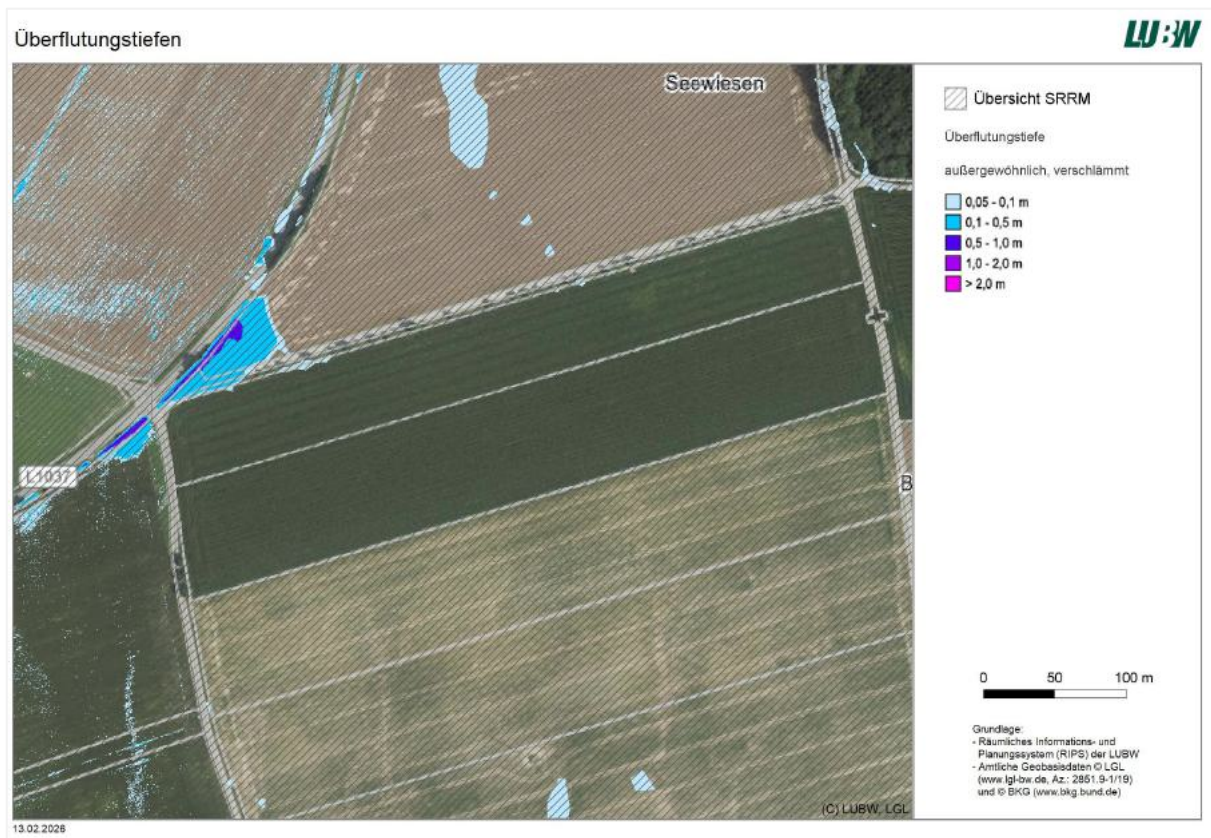 Überflutungstiefen
LUBW
Seewiesen
L1037
B
(C) LUBW, LGL
Übersicht SRRM
Überflutungstiefe
außergewöhnlich, verschlämmt
0,05 - 0,1 m
0,1 - 0,5 m
0,5 - 1,0 m
1,0 - 2,0 m
> 2,0 m
0 50 100 m
Grundlage:
- Räumliches Informations- und
Planungssystem (RIPS) der LUBW
- Amtliche Geobasisdaten © LGL
(www.lgl-bw.de, Az.: 2851.9-1/19)
und © BKG (www.bkg.bund.de)
13.02.2026